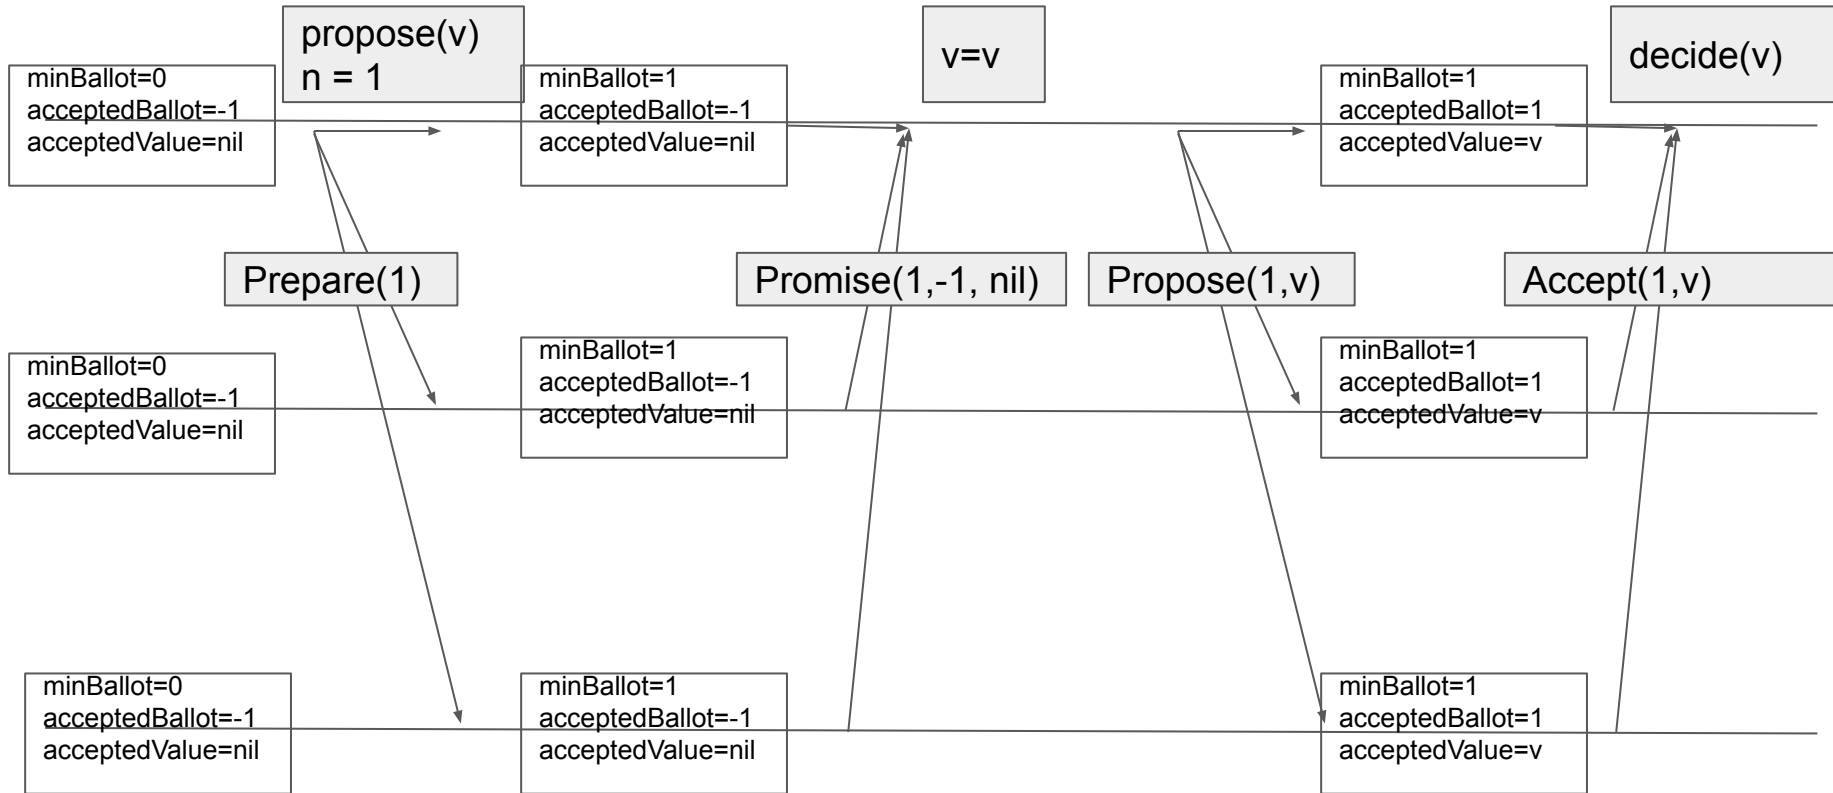 propose(v)
n = 1
v=v
decide(v)
minBallot=0
acceptedBallot=-1
acceptedValue=nil
minBallot=1
acceptedBallot=-1
acceptedValue=nil
minBallot=1
acceptedBallot=1
acceptedValue=v
Prepare(1)
Promise(1,-1, nil)
Propose(1,v)
Accept(1,v)
minBallot=0
acceptedBallot=-1
acceptedValue=nil
minBallot=1
acceptedBallot=-1
acceptedValue=nil
minBallot=1
acceptedBallot=1
acceptedValue=v
minBallot=0
acceptedBallot=-1
acceptedValue=nil
minBallot=1
acceptedBallot=-1
acceptedValue=nil
minBallot=1
acceptedBallot=1
acceptedValue=v